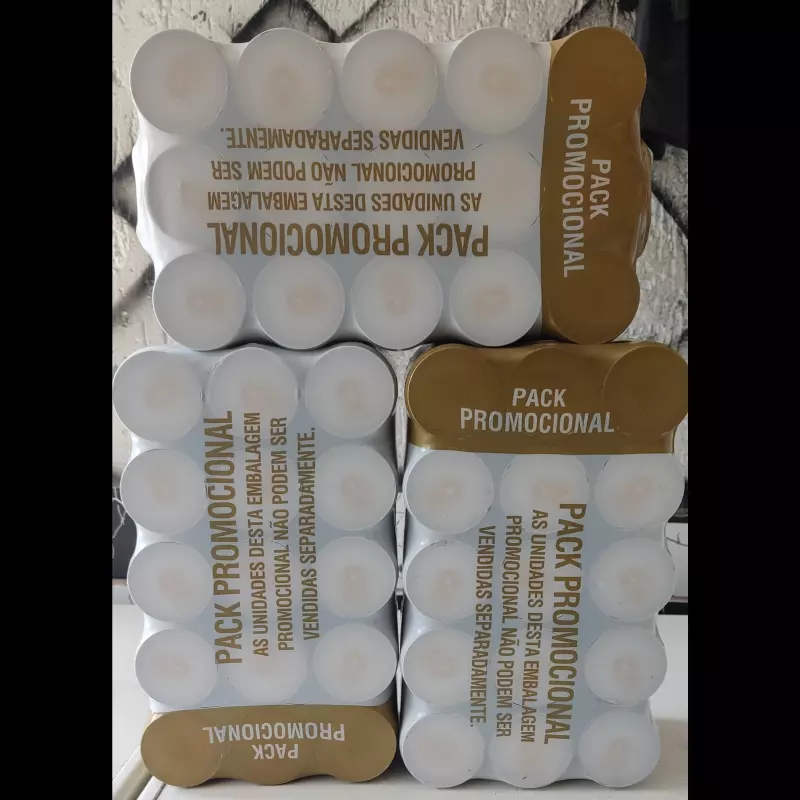 PACK PROMOCIONAL
AS UNIDADES DESTA EMBALAGEM
PROMOCIONAL NÃO PODEM SER
VENDIDAS SEPARADAMENTE.
PACK
PROMOCIONAL
PACK PROMOCIONAL
AS UNIDADES DESTA EMBALAGEM
PROMOCIONAL NÃO PODEM SER
VENDIDAS SEPARADAMENTE.
PACK
PROMOCIONAL
PACK
PROMOCIONAL
PACK PROMOCIONAL
AS UNIDADES DESTA EMBALAGEM
PROMOCIONAL NÃO PODEM SER
VENDIDAS SEPARADAMENTE.